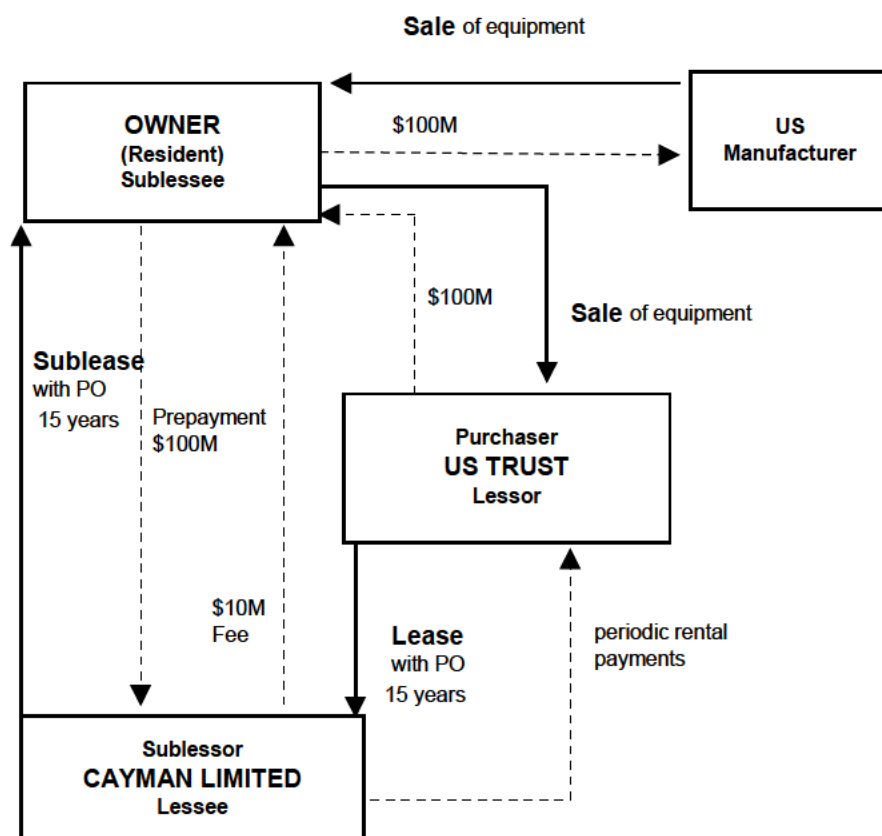 Sale of equipment
OWNER
(Resident)
Sublessee
$100M
US
Manufacturer
$100M
Sale of equipment
Sublease
with PO
15 years
Prepayment
$100M
Purchaser
US TRUST
Lessor
$10M
Fee
Lease
with PO
15 years
periodic rental
payments
Sublessor
CAYMAN LIMITED
Lessee